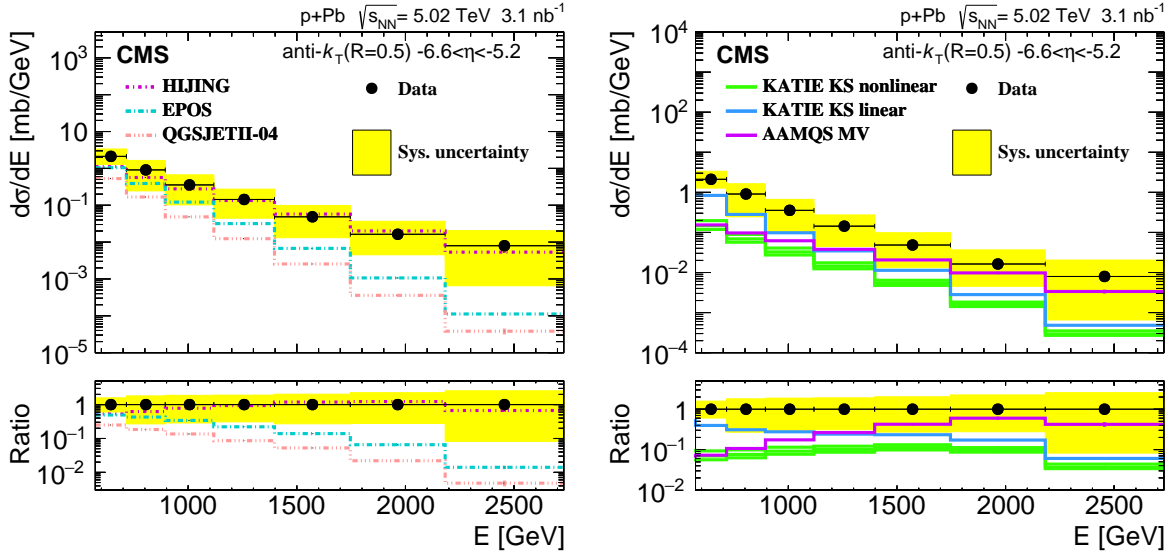 p+Pb √s_NN = 5.02 TeV 3.1 nb⁻¹
CMS
anti-k_T(R=0.5) -6.6<η<-5.2
HIJING
EPOS
QGSJETII-04
Data
Sys. uncertainty
dσ/dE [mb/GeV]
10³
10
10⁻¹
10⁻³
10⁻⁵
Ratio
1
10⁻¹
10⁻²
1000 1500 2000 2500
E [GeV]
p+Pb √s_NN = 5.02 TeV 3.1 nb⁻¹
CMS
anti-k_T(R=0.5) -6.6<η<-5.2
KATIE KS nonlinear
KATIE KS linear
AAMQS MV
Data
Sys. uncertainty
dσ/dE [mb/GeV]
10⁴
10²
1
10⁻²
10⁻⁴
Ratio
1
10⁻¹
10⁻²
1000 1500 2000 2500
E [GeV]